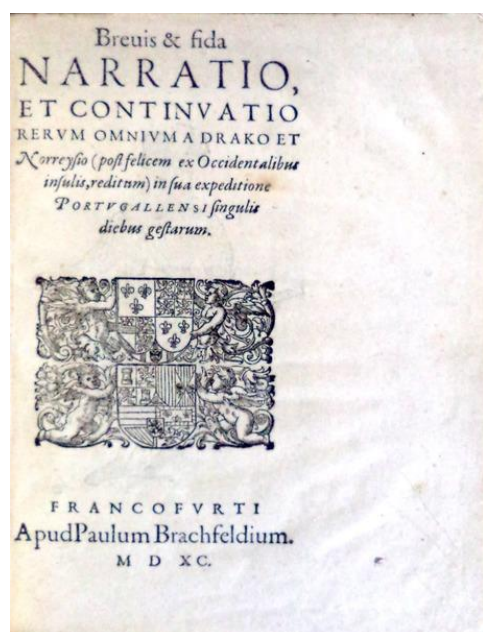 Breuis & fida
NARRATIO,
ET CONTINVATIO
RERVM OMNIVM A DRAKO ET
Norreysio (post felicem ex Occidentalibus
insulis, reditum) in sua expeditione
PORTVGALLENSI singulis
diebus gestarum.
FRANCOFVRTI
Apud Paulum Brachfeldium.
M D XC.